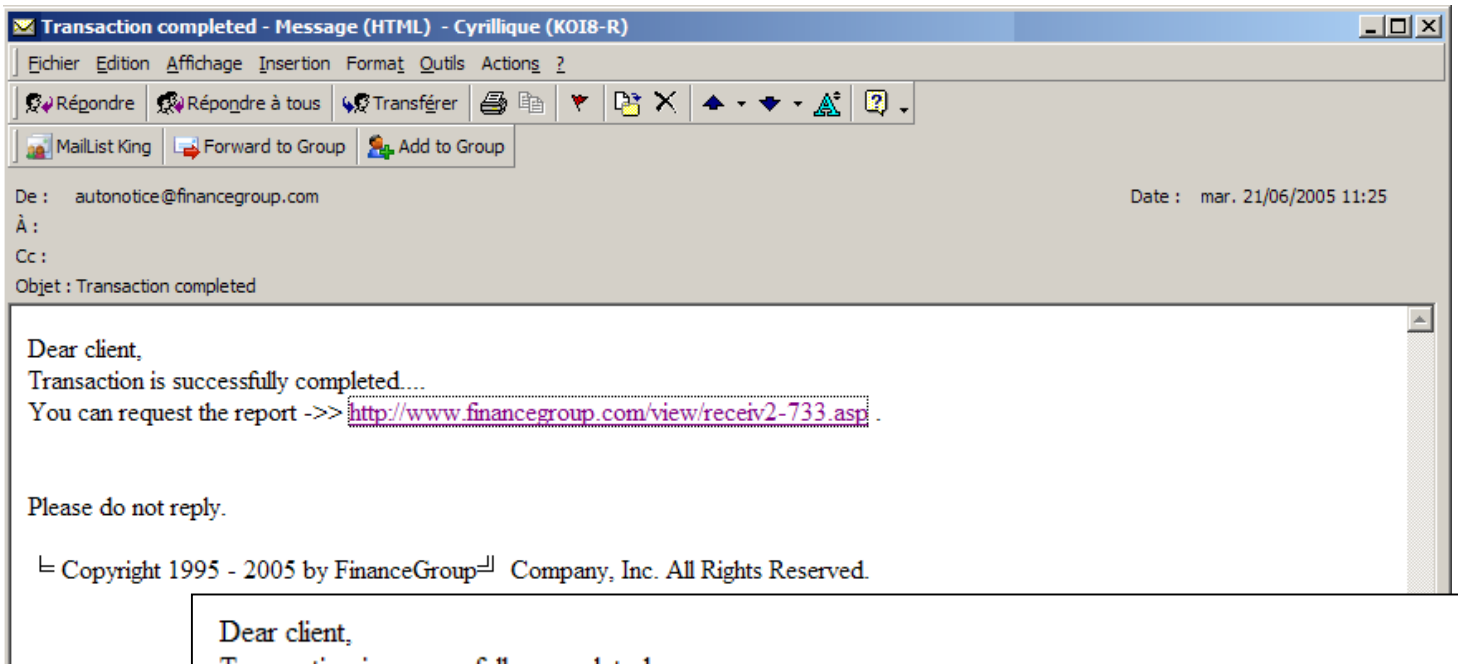 Transaction completed - Message (HTML) - Cyrillique (KOI8-R)
Fichier Edition Affichage Insertion Format Outils Actions ?
Répondre Répondre à tous Transférer
MailList King Forward to Group Add to Group
De : autonotice@financegroup.com Date : mar. 21/06/2005 11:25
À :
Cc :
Objet : Transaction completed
Dear client,
Transaction is successfully completed....
You can request the report ->> http://www.financegroup.com/view/receiv2-733.asp .
Please do not reply.
╘ Copyright 1995 - 2005 by FinanceGroup╝ Company, Inc. All Rights Reserved.
Dear client,